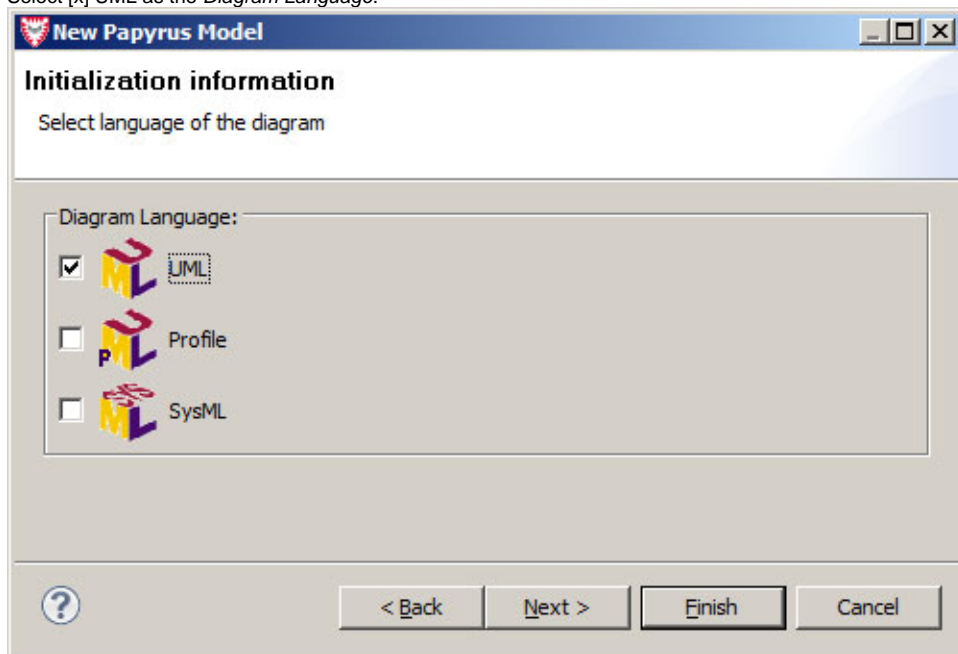 Select [x] UML as the Diagram Language.
New Papyrus Model
Initialization information
Select language of the diagram
Diagram Language:
UML
Profile
SysML
< Back Next > Finish Cancel